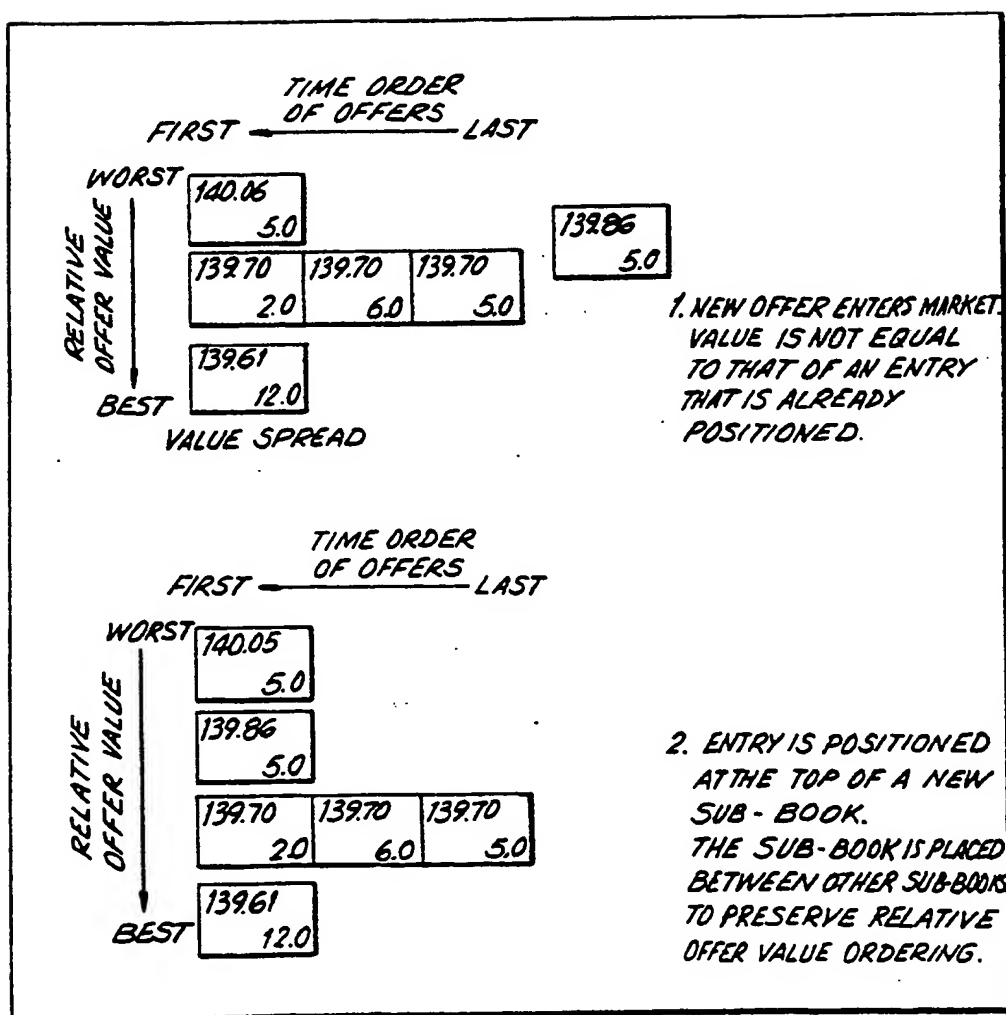 TIME ORDER
OF OFFERS
FIRST LAST
WORST
RELATIVE
OFFER VALUE
140.06
5.0
139.86
5.0
139.70 139.70 139.70
2.0 6.0 5.0
139.61
12.0
BEST
VALUE SPREAD
1. NEW OFFER ENTERS MARKET.
VALUE IS NOT EQUAL
TO THAT OF AN ENTRY
THAT IS ALREADY
POSITIONED.
TIME ORDER
OF OFFERS
FIRST LAST
WORST
RELATIVE
OFFER VALUE
140.05
5.0
139.86
5.0
139.70 139.70 139.70
2.0 6.0 5.0
139.61
12.0
BEST
2. ENTRY IS POSITIONED
AT THE TOP OF A NEW
SUB-BOOK.
THE SUB-BOOK IS PLACED
BETWEEN OTHER SUB-BOOKS
TO PRESERVE RELATIVE
OFFER VALUE ORDERING.